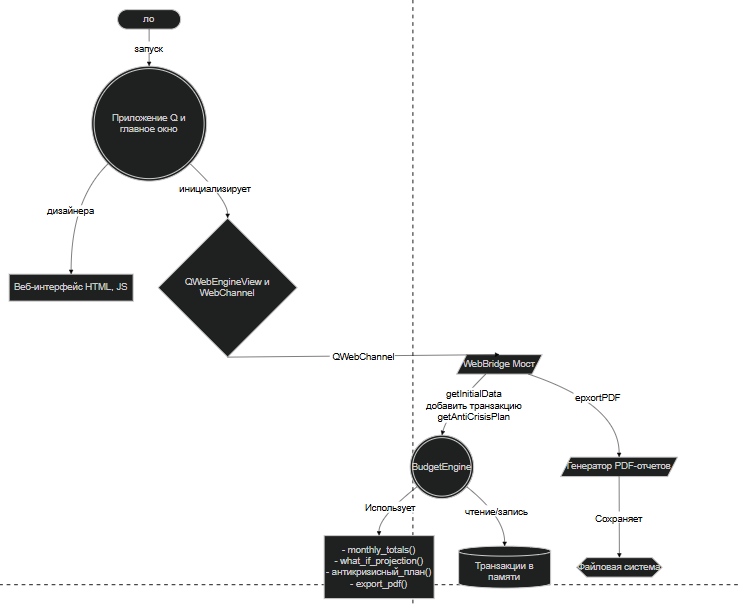 ло
запуск
Приложение Q и
главное окно
дизайнера
инициализирует
Веб-интерфейс HTML, JS
QWebEngineView и
WebChannel
QWebChannel
WebBridge Мост
getInitialData
добавить транзакцию
getAntiCrisisPlan
epxortPDF
BudgetEngine
Генератор PDF-отчетов
Использует
чтение/запись
Сохраняет
- monthly_totals()
- what_if_projection()
- антикризисный_план()
- export_pdf()
Транзакции в
памяти
Файловая система